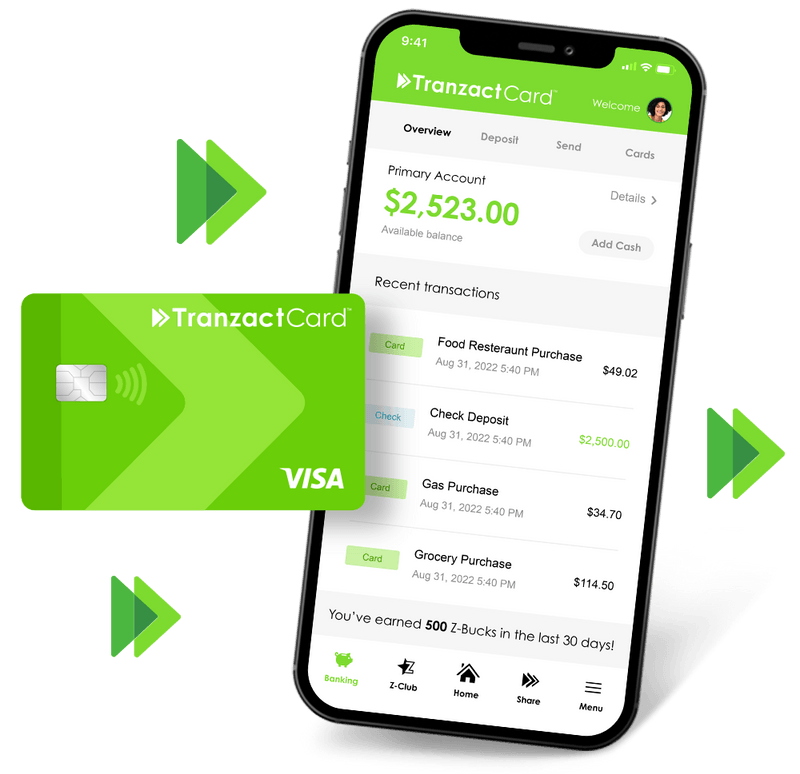 9:41
TranzactCard™
Welcome
Overview Deposit Send Cards
Primary Account
Details >
$2,523.00
Available balance
Add Cash
Recent transactions
Card Food Resteraunt Purchase $49.02
Aug 31, 2022 5:40 PM
Check Check Deposit $2,500.00
Aug 31, 2022 5:40 PM
Card Gas Purchase $34.70
Aug 31, 2022 5:40 PM
Card Grocery Purchase $114.50
Aug 31, 2022 5:40 PM
You've earned 500 Z-Bucks in the last 30 days!
Banking Z-Club Home Share Menu
TranzactCard™
VISA